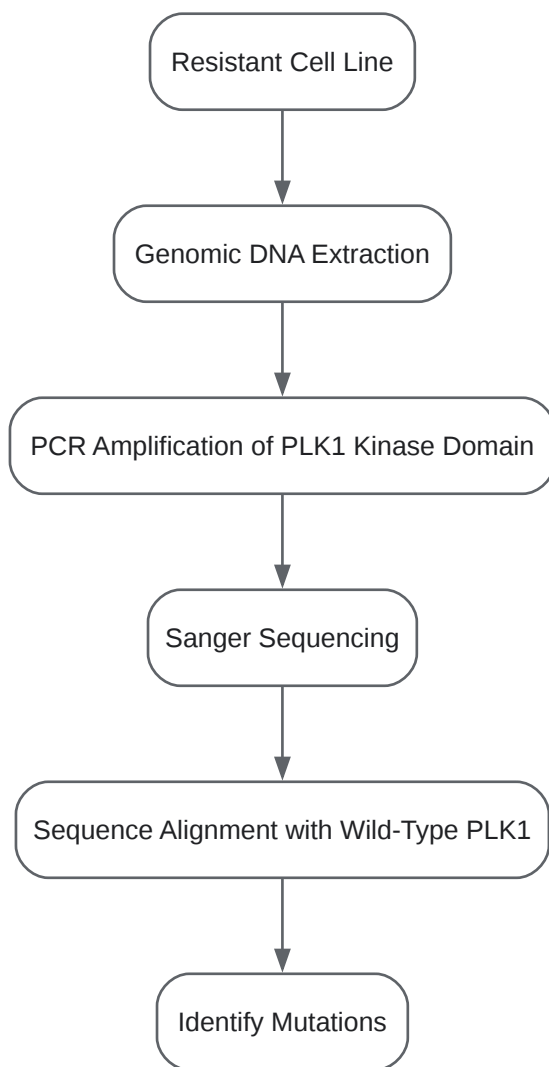 Resistant Cell Line
Genomic DNA Extraction
PCR Amplification of PLK1 Kinase Domain
Sanger Sequencing
Sequence Alignment with Wild-Type PLK1
Identify Mutations